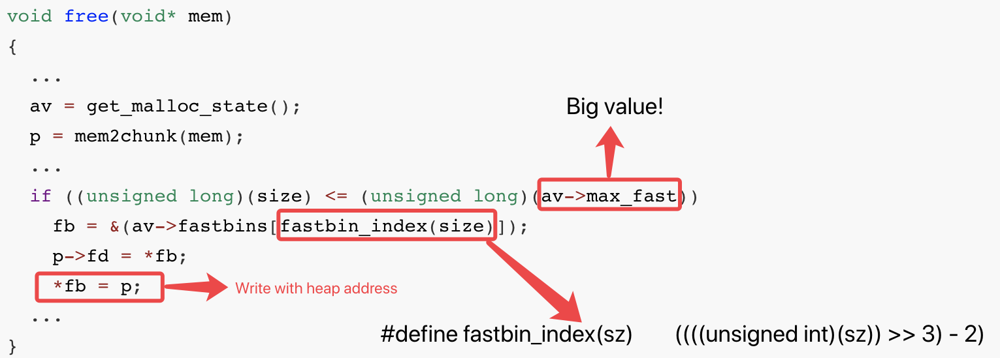 void free(void* mem)
{
...
av = get_malloc_state();
Big value!
p = mem2chunk(mem);
...
if ((unsigned long)(size) <= (unsigned long)(av->max_fast))
fb = &(av->fastbins[fastbin_index(size)]);
p->fd = *fb;
*fb = p; Write with heap address
...
#define fastbin_index(sz) ((((unsigned int)(sz)) >> 3) - 2)
}